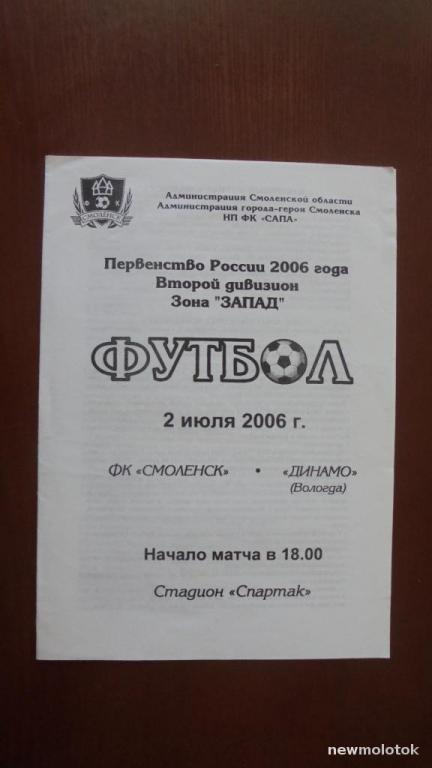 Ф К
СМОЛЕНСК
Администрация Смоленской области
Администрация города-героя Смоленска
НП ФК «САПА»
Первенство России 2006 года
Второй дивизион
Зона "ЗАПАД"
ФУТБОЛ
2 июля 2006 г.
ФК «СМОЛЕНСК» • «ДИНАМО»
(Вологда)
Начало матча в 18.00
Стадион «Спартак»
newmolotok